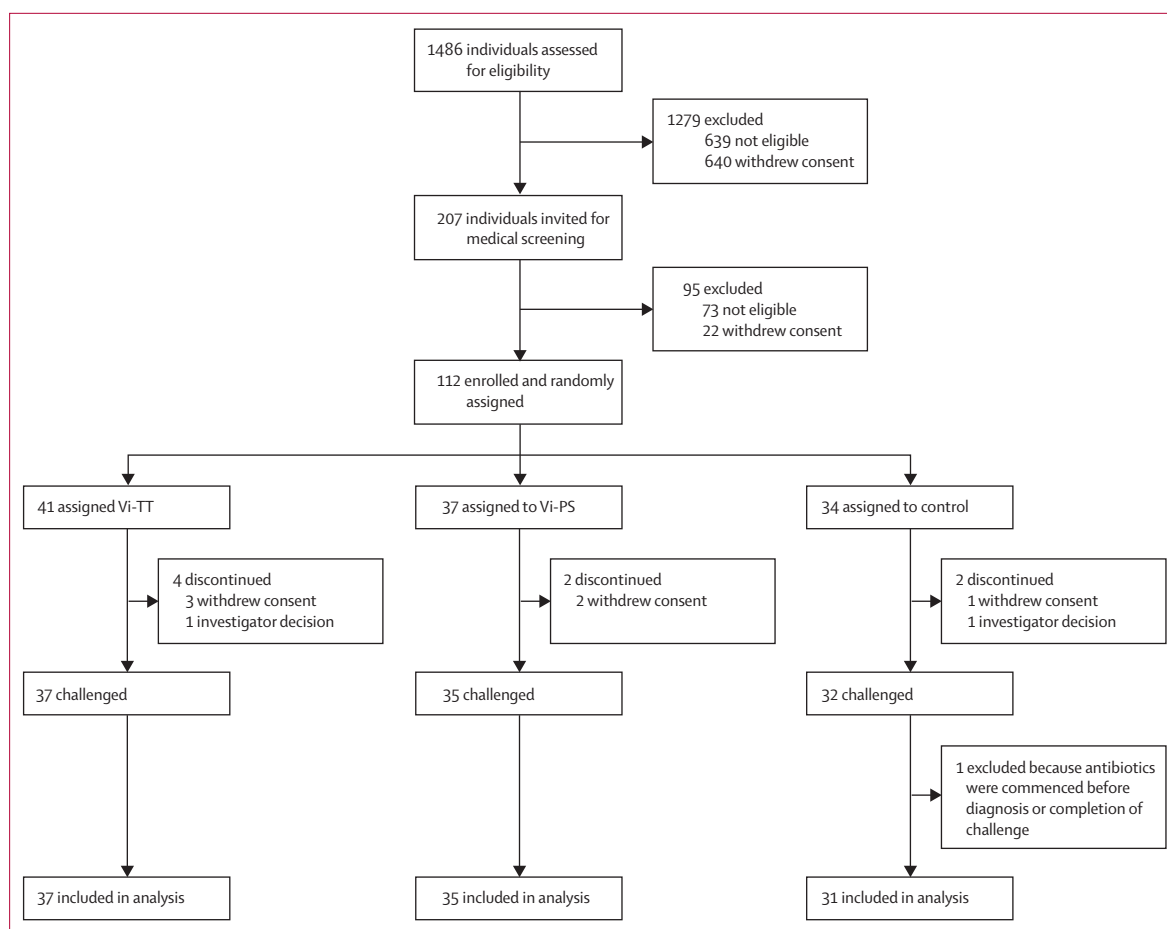 1486 individuals assessed
for eligibility
1279 excluded
639 not eligible
640 withdrew consent
207 individuals invited for
medical screening
95 excluded
73 not eligible
22 withdrew consent
112 enrolled and randomly
assigned
41 assigned Vi-TT
37 assigned to Vi-PS
34 assigned to control
4 discontinued
3 withdrew consent
1 investigator decision
2 discontinued
2 withdrew consent
2 discontinued
1 withdrew consent
1 investigator decision
37 challenged
35 challenged
32 challenged
1 excluded because antibiotics
were commenced before
diagnosis or completion of
challenge
37 included in analysis
35 included in analysis
31 included in analysis